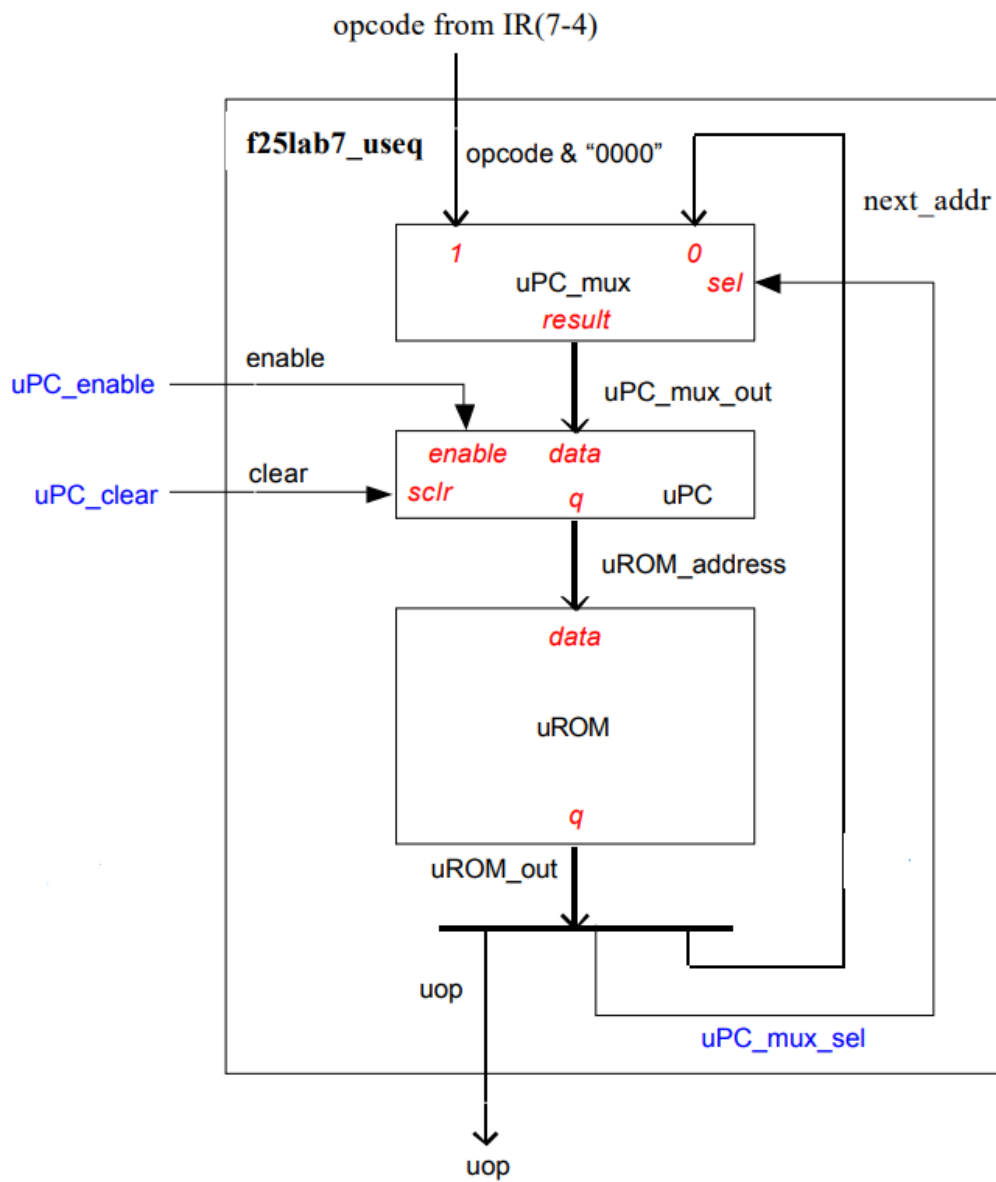 opcode from IR(7-4)
f25lab7_useq
opcode & “0000”
next_addr
1
0
uPC_mux
sel
result
enable
uPC_enable
uPC_mux_out
enable
data
clear
uPC_clear
sclr
q
uPC
uROM_address
data
uROM
q
uROM_out
uop
uPC_mux_sel
uop